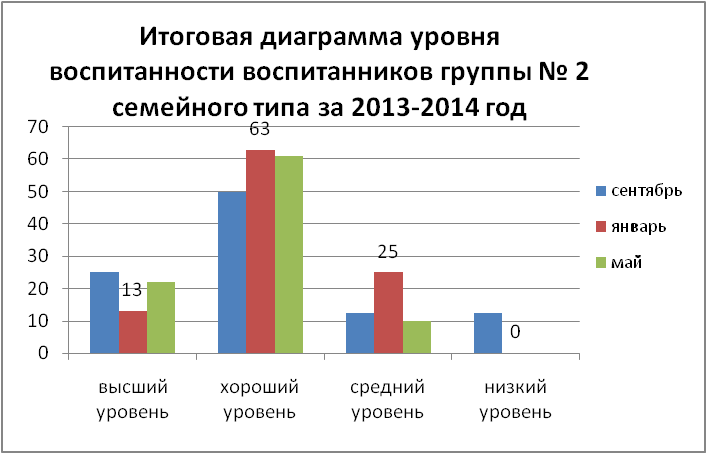 Итоговая диаграмма уровня
воспитанности воспитанников группы № 2
семейного типа за 2013-2014 год
70
60
50
40
30
20
10
0
63
13
25
0
высший
уровень
хороший
уровень
средний
уровень
низкий
уровень
сентябрь
январь
май